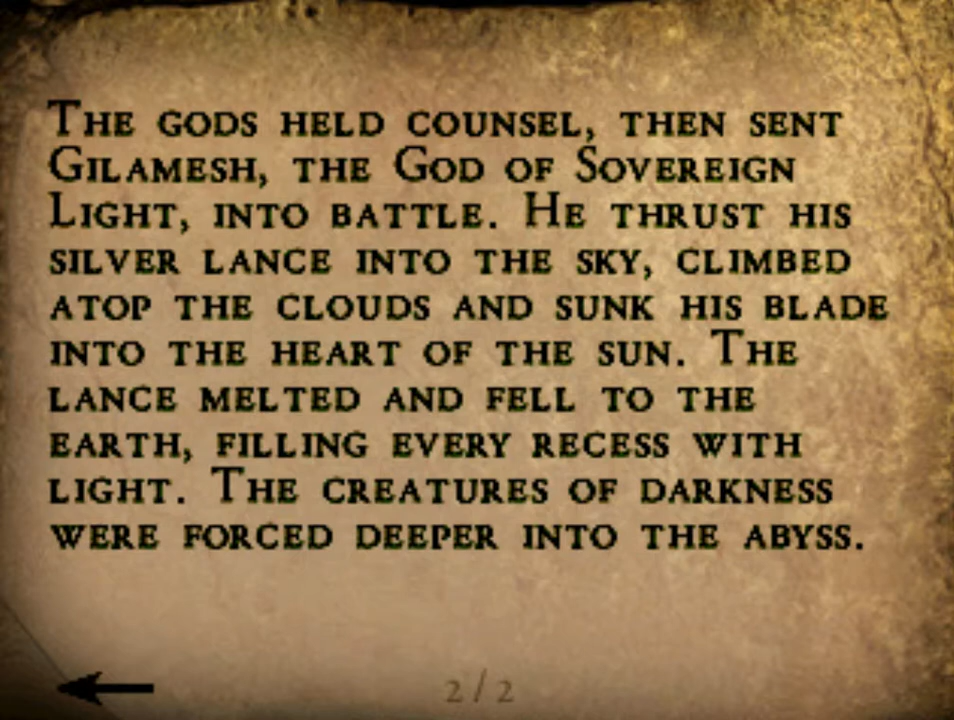 The gods held counsel, then sent
Gilamesh, the God of Sovereign
Light, into battle. He thrust his
silver lance into the sky, climbed
atop the clouds and sunk his blade
into the heart of the sun. The
lance melted and fell to the
earth, filling every recess with
light. The creatures of darkness
were forced deeper into the abyss.
2/2